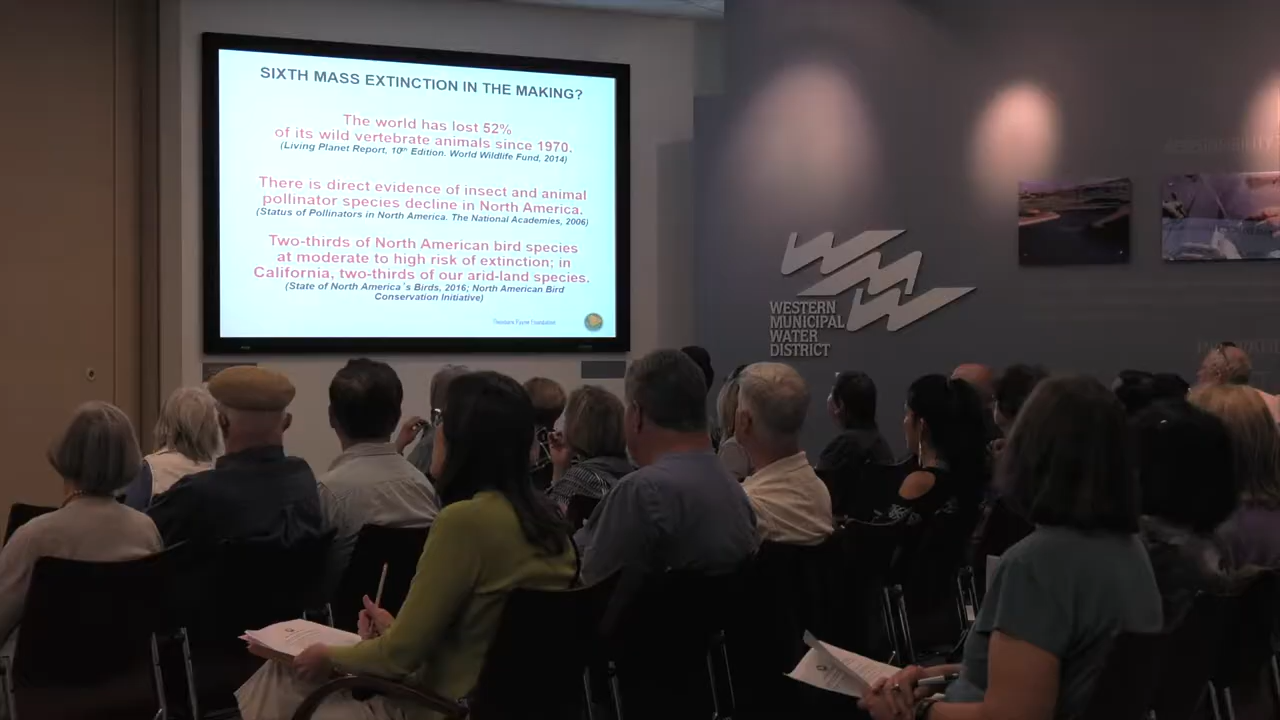 SIXTH MASS EXTINCTION IN THE MAKING?
The world has lost 52%
of its wild vertebrate animals since 1970.
(Living Planet Report, 10th Edition. World Wildlife Fund, 2014)
There is direct evidence of insect and animal
pollinator species decline in North America.
(Status of Pollinators in North America. The National Academies, 2006)
Two-thirds of North American bird species
at moderate to high risk of extinction; in
California, two-thirds of our arid-land species.
(State of North America's Birds, 2016; North American Bird
Conservation Initiative)
Theodore Payne Foundation
WESTERN
MUNICIPAL
WATER
DISTRICT